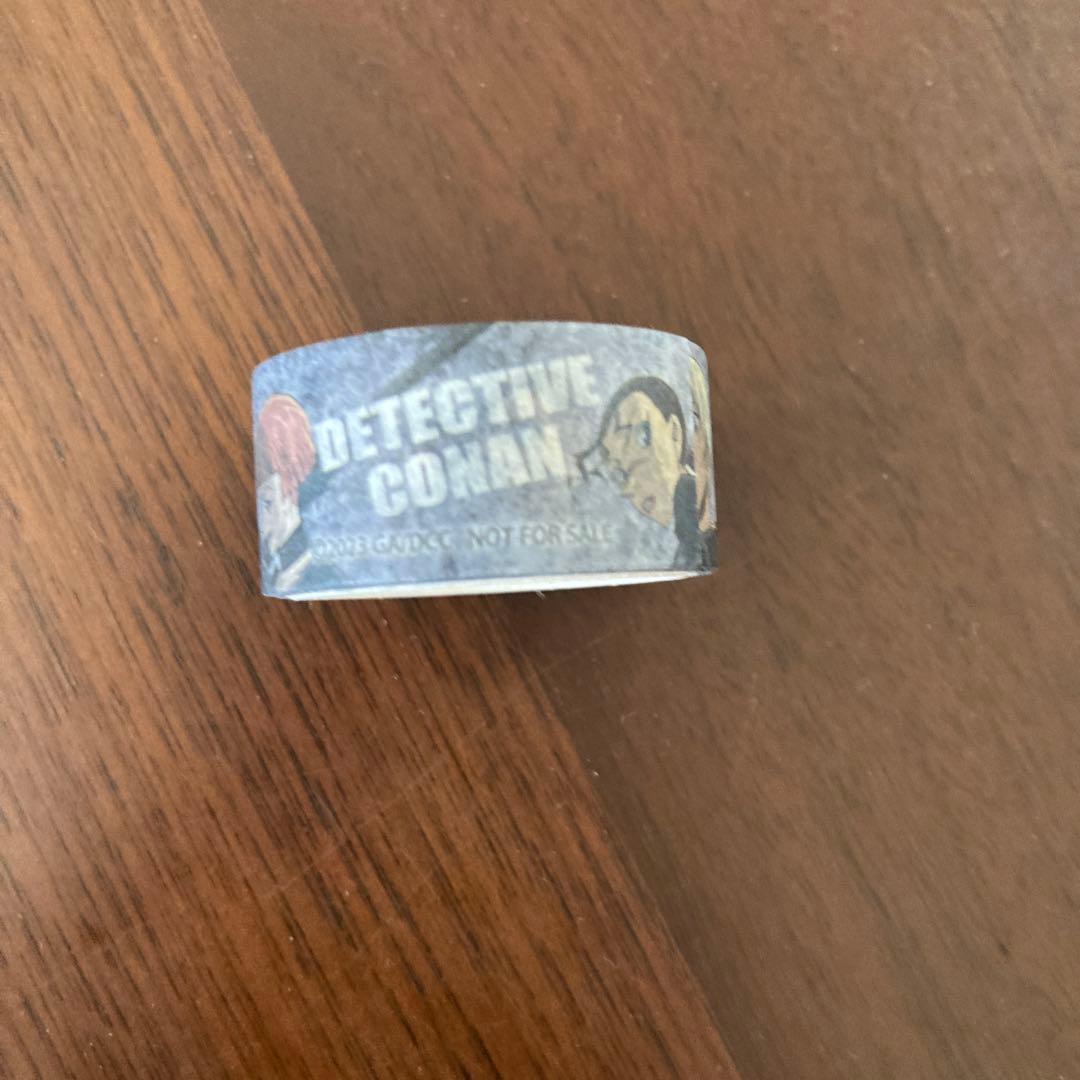 DETECTIVE
CONAN
©2023 GA/DCC NOT FOR SALE